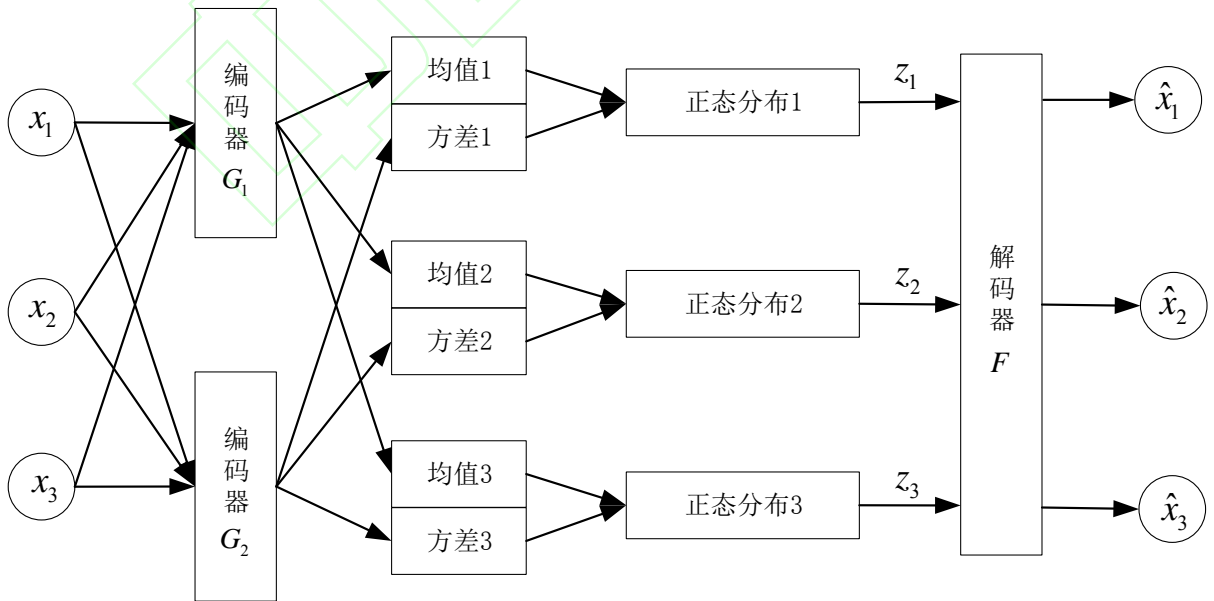 x₁
x₂
x₃
编
码
器
G₁
编
码
器
G₂
均值1
方差1
均值2
方差2
均值3
方差3
正态分布1
正态分布2
正态分布3
z₁
z₂
z₃
解
码
器
F
x̂₁
x̂₂
x̂₃